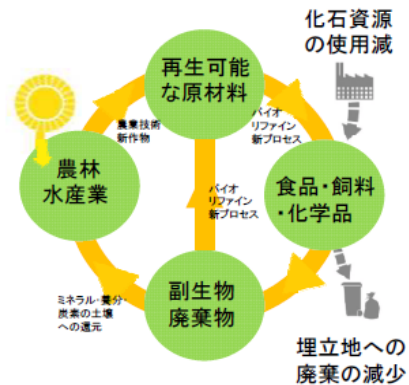 化石資源
の使用減
再生可能
な原材料
農業技術
新作物
バイオ
リファイン
新プロセス
農林
水産業
バイオ
リファイン
新プロセス
食品・飼料
・化学品
ミネラル・養分・
炭素の土壌
への還元
副生物
廃棄物
埋立地への
廃棄の減少